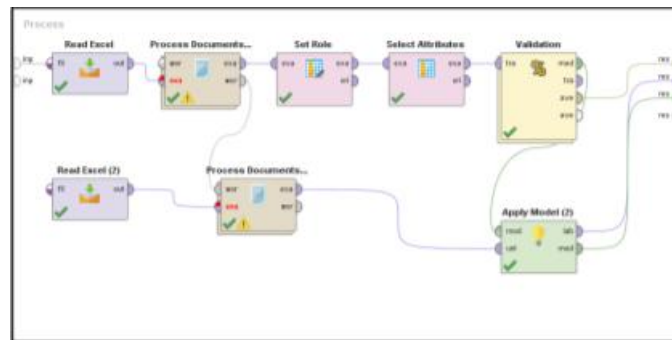 Process
Read Excel
Process Documents...
Set Role
Select Attributes
Validation
inp
inp
fil
out
wor
exa
exa
wor
exa
exa
ori
exa
exa
ori
tra
mod
tra
ave
ave
res
res
res
res
Read Excel (2)
Process Documents...
Apply Model (2)
fil
out
wor
exa
exa
wor
mod
lab
unl
mod